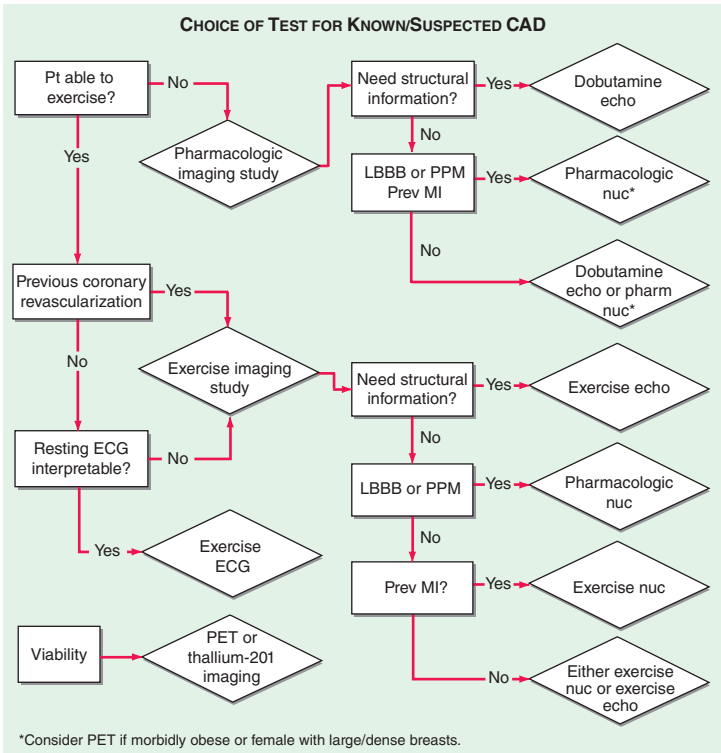 CHOICE OF TEST FOR KNOWN/SUSPECTED CAD
Pt able to
exercise?
No
Yes
Pharmacologic
imaging study
Need structural
information?
Yes
Dobutamine
echo
No
LBBB or PPM
Prev MI
Yes
Pharmacologic
nuc*
No
Dobutamine
echo or pharm
nuc*
Previous coronary
revascularization
Yes
No
Exercise imaging
study
Need structural
information?
Yes
Exercise echo
No
Resting ECG
interpretable?
No
Yes
Exercise
ECG
LBBB or PPM
Yes
Pharmacologic
nuc
No
Prev MI?
Yes
Exercise nuc
No
Either exercise
nuc or exercise
echo
Viability
PET or
thallium-201
imaging
*Consider PET if morbidly obese or female with large/dense breasts.